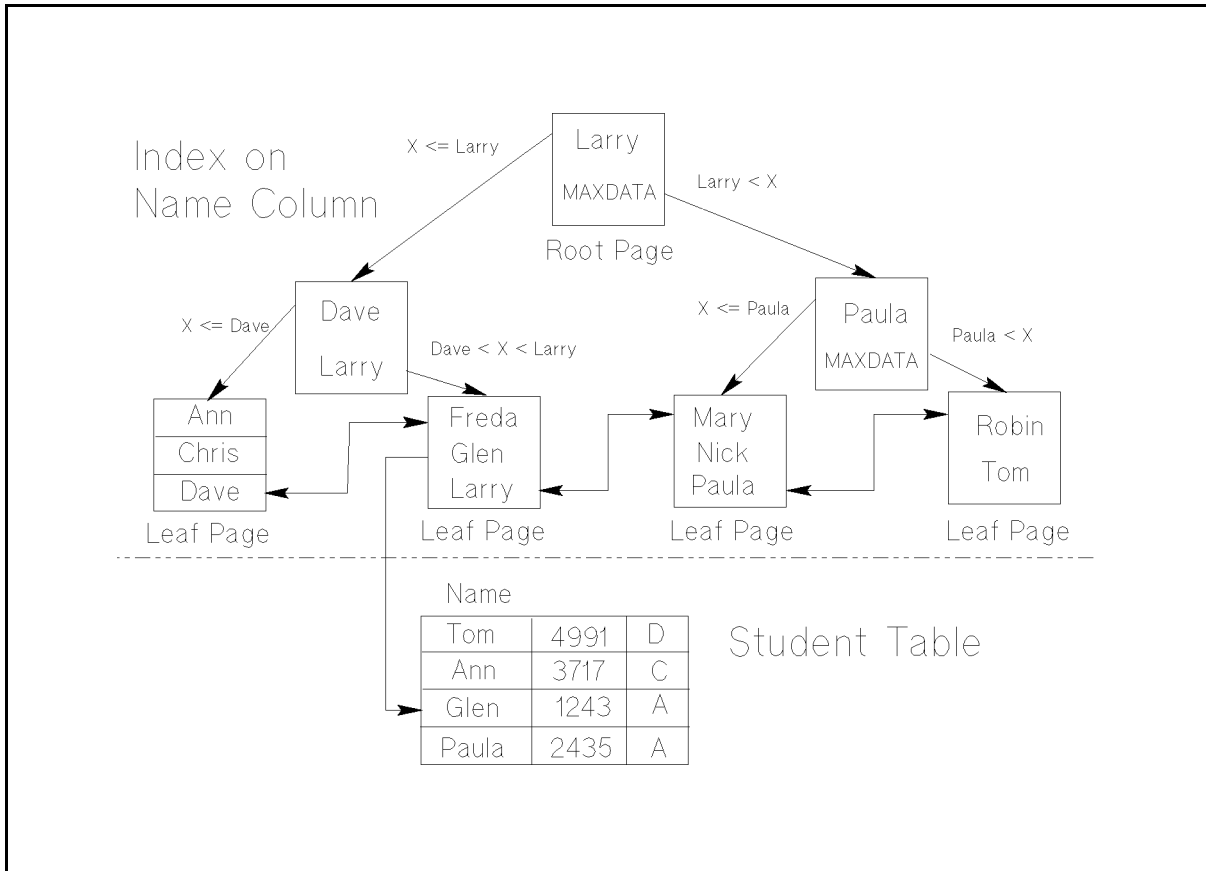 Index on
Name Column
X <= Larry
Larry
MAXDATA
Larry < X
Root Page
X <= Dave
Dave
Larry
Dave < X < Larry
X <= Paula
Paula
MAXDATA
Paula < X
Ann
Chris
Dave
Leaf Page
Freda
Glen
Larry
Leaf Page
Mary
Nick
Paula
Leaf Page
Robin
Tom
Leaf Page
Name
Tom 4991 D
Ann 3717 C
Glen 1243 A
Paula 2435 A
Student Table